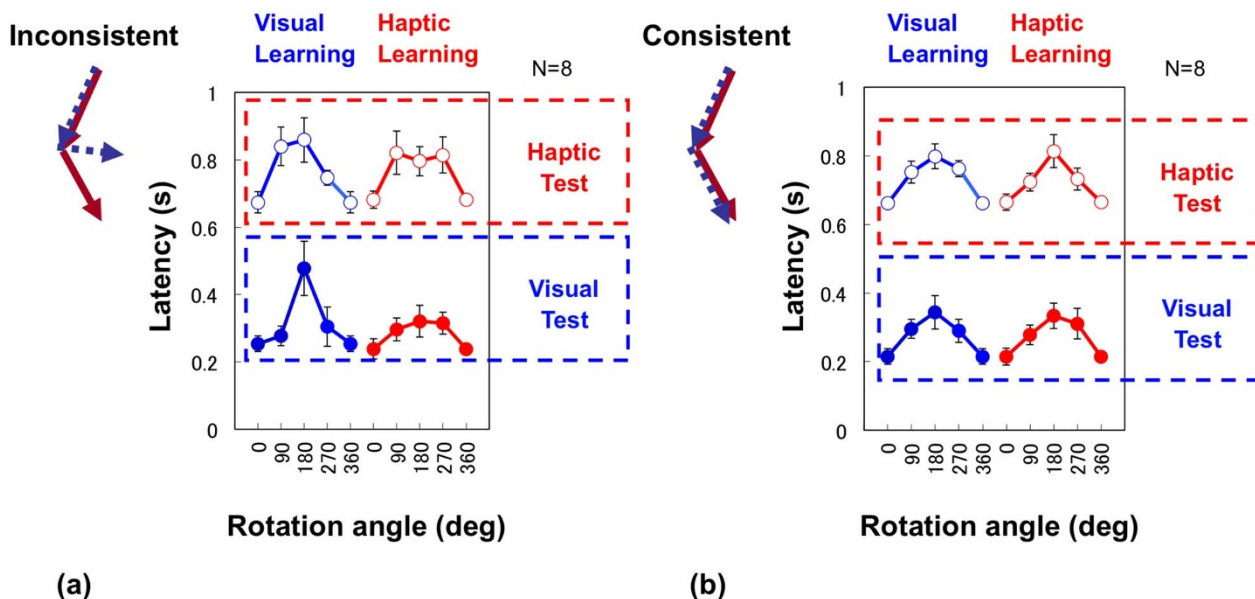 Inconsistent
Visual
Learning
Haptic
Learning
N=8
1
0.8
0.6
0.4
0.2
0
Latency (s)
Haptic
Test
Visual
Test
0 90 180 270 360 0 90 180 270 360
Rotation angle (deg)
(a)
Consistent
Visual
Learning
Haptic
Learning
N=8
1
0.8
0.6
0.4
0.2
0
Latency (s)
Haptic
Test
Visual
Test
0 90 180 270 360 0 90 180 270 360
Rotation angle (deg)
(b)